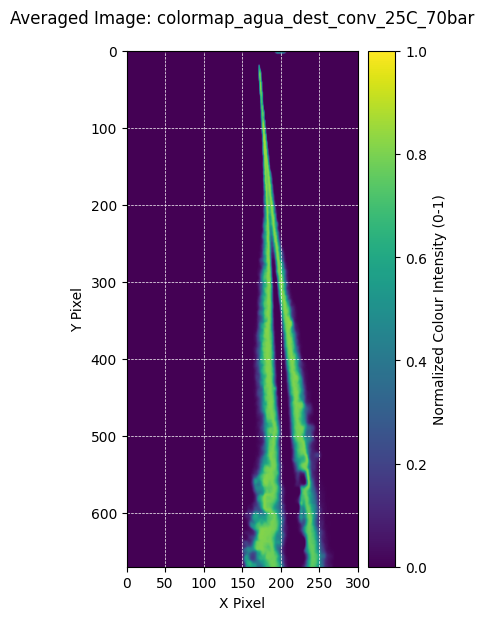 Averaged Image: colormap_agua_dest_conv_25C_70bar
0
100
200
300
400
500
600
Y Pixel
0 50 100 150 200 250 300
X Pixel
1.0
0.8
0.6
0.4
0.2
0.0
Normalized Colour Intensity (0-1)